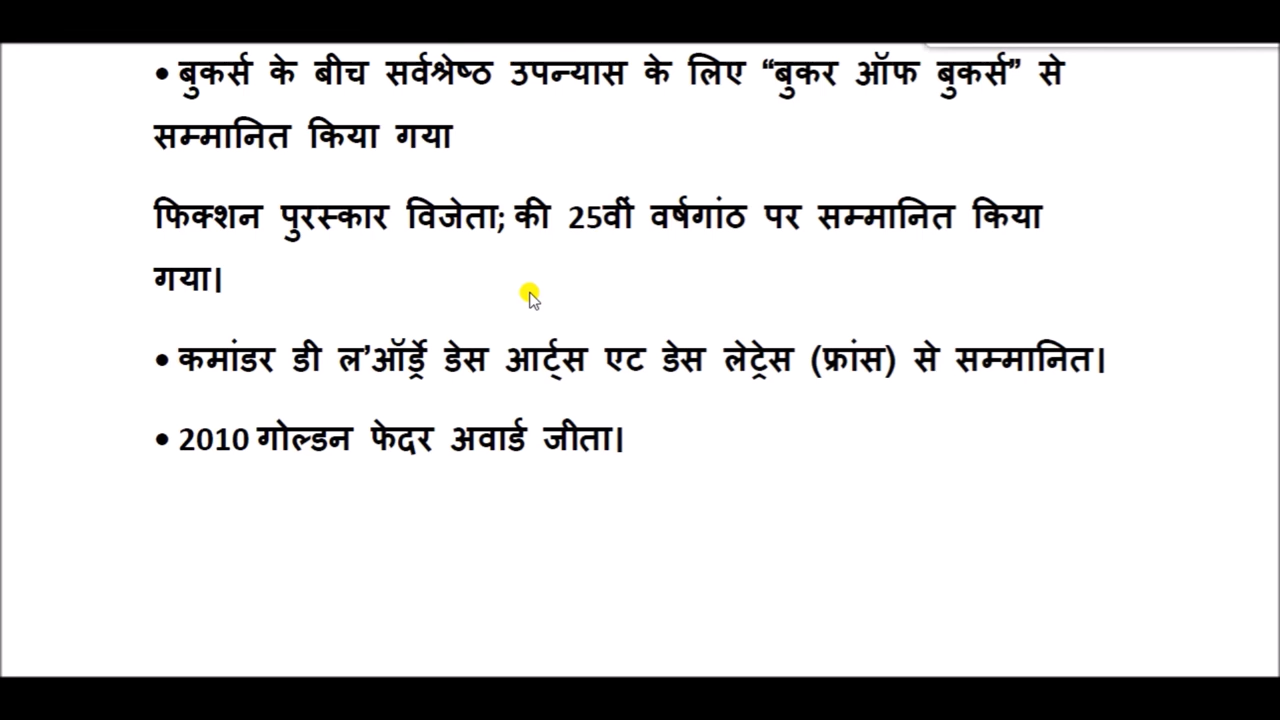 • बुकर्स के बीच सर्वश्रेष्ठ उपन्यास के लिए “बुकर ऑफ बुकर्स” से
सम्मानित किया गया
फिक्शन पुरस्कार विजेता; की 25वीं वर्षगांठ पर सम्मानित किया
गया।
• कमांडर डी ल’ऑर्ड्रे डेस आर्ट्स एट डेस लेट्रेस (फ्रांस) से सम्मानित।
• 2010 गोल्डन फेदर अवार्ड जीता।